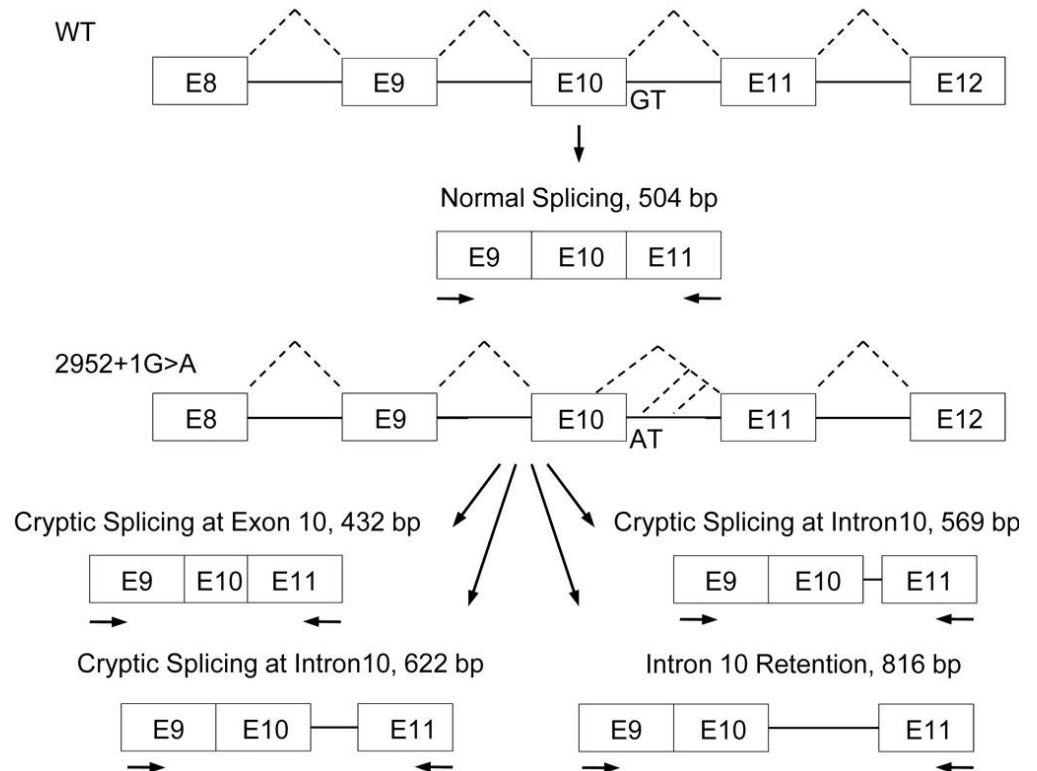 WT
E8 E9 E10 E11 E12
GT
Normal Splicing, 504 bp
E9 E10 E11
2952+1G>A
E8 E9 E10 E11 E12
AT
Cryptic Splicing at Exon 10, 432 bp
E9 E10 E11
Cryptic Splicing at Intron10, 569 bp
E9 E10 E11
Cryptic Splicing at Intron10, 622 bp
E9 E10 E11
Intron 10 Retention, 816 bp
E9 E10 E11